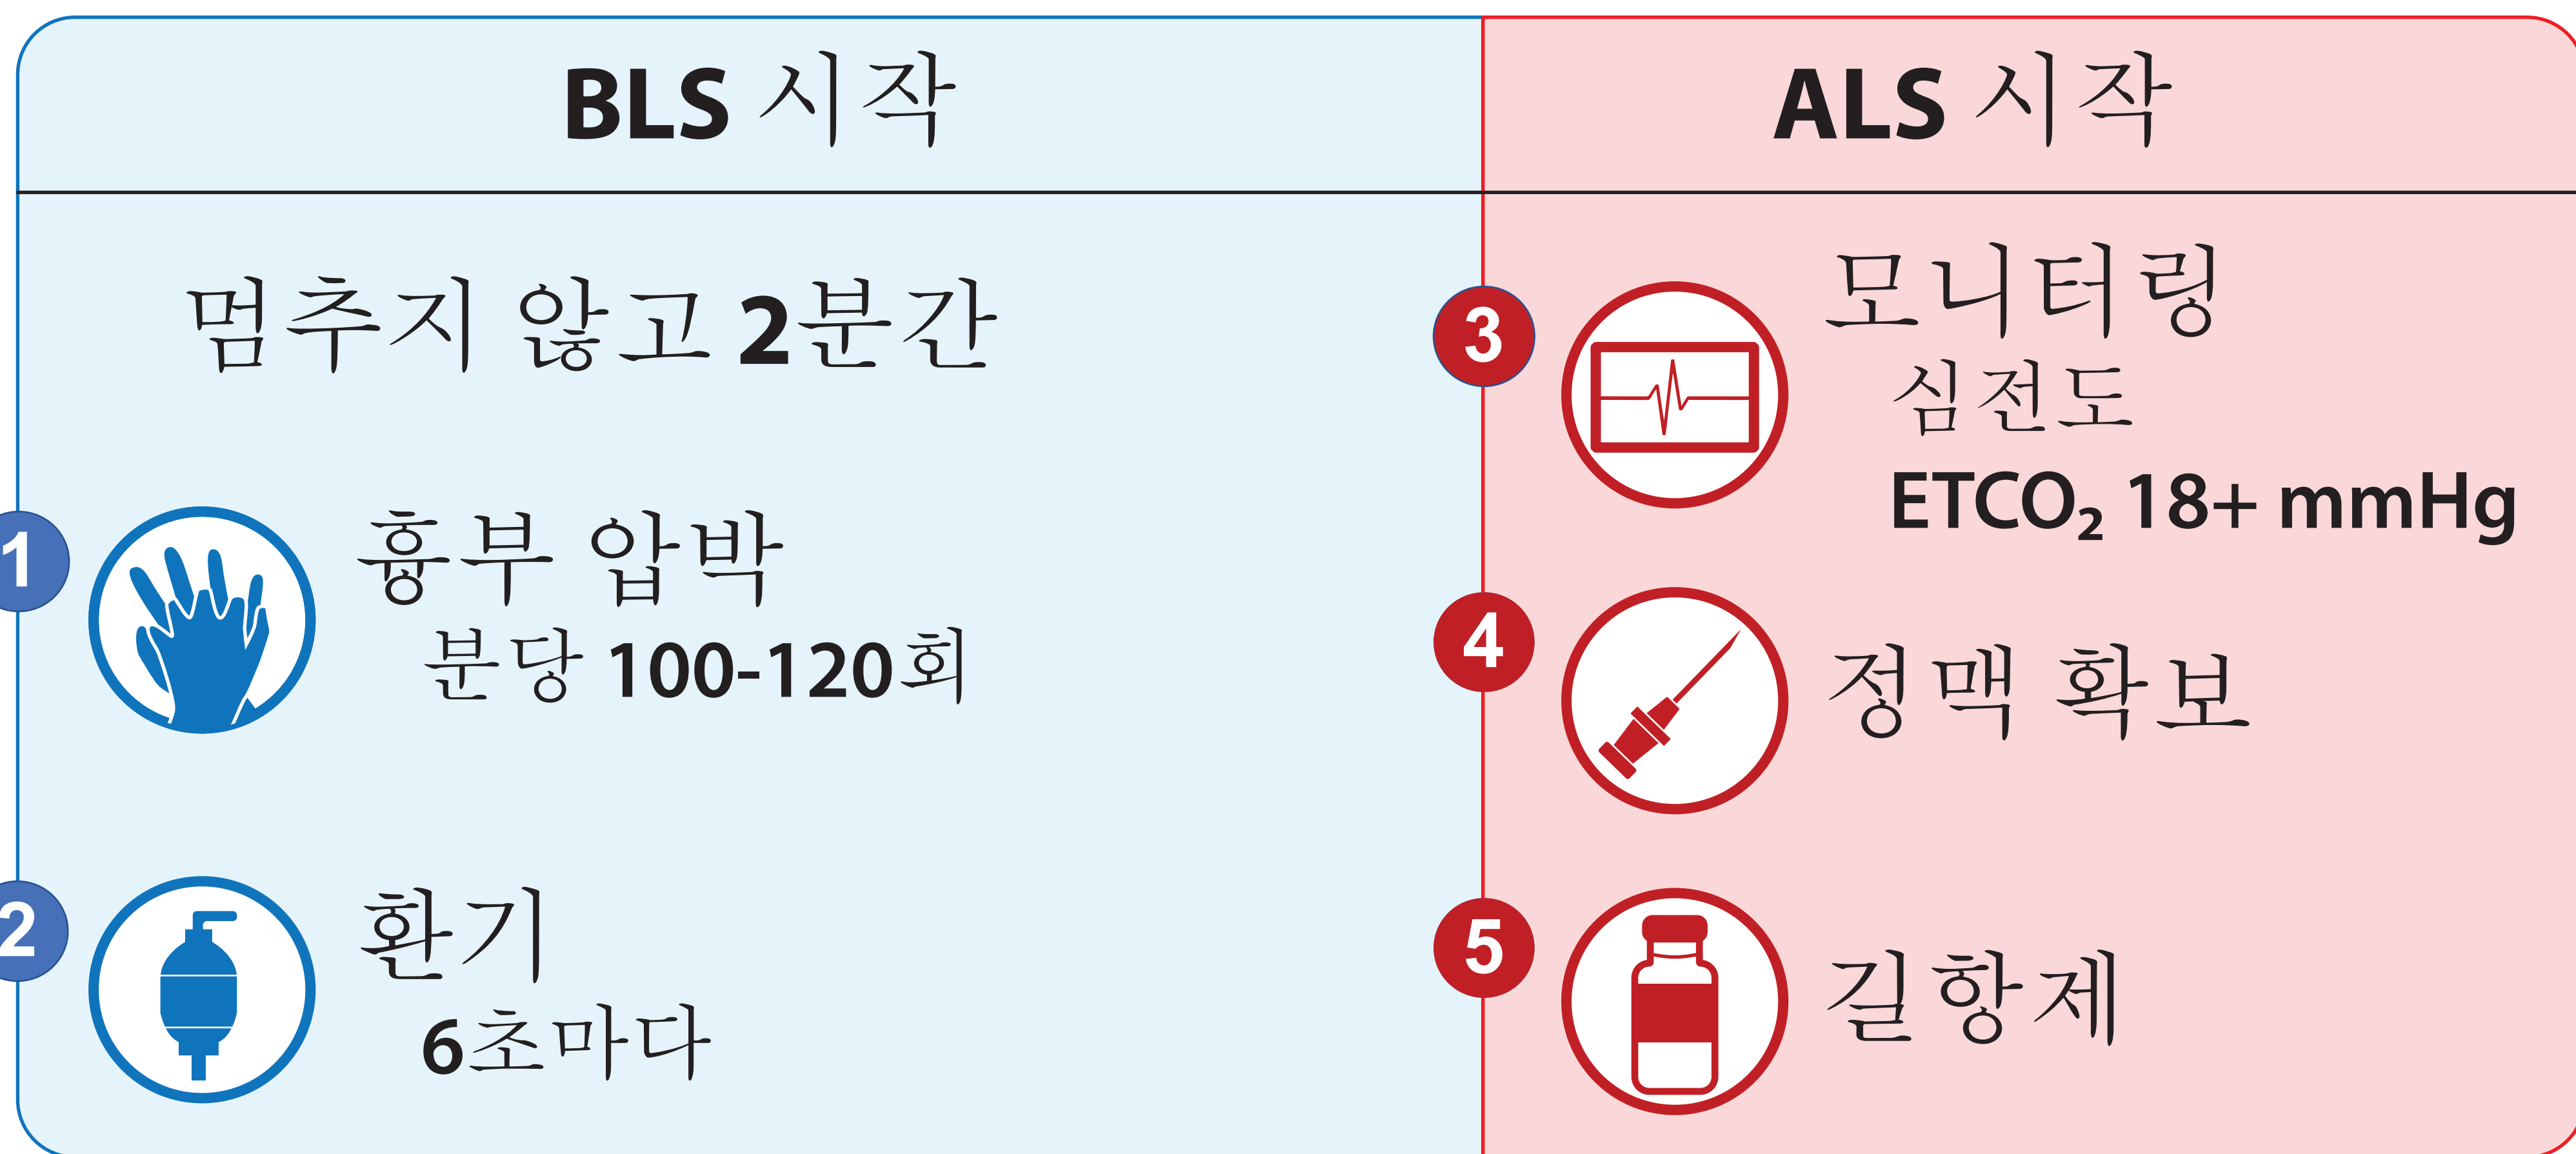 BLS 시작
멈추지 않고 2분간
1
흉부 압박
분당 100-120회
2
환기
6초마다
ALS 시작
3
모니터링
심전도
ETCO₂ 18+ mmHg
4
정맥 확보
5
길항제